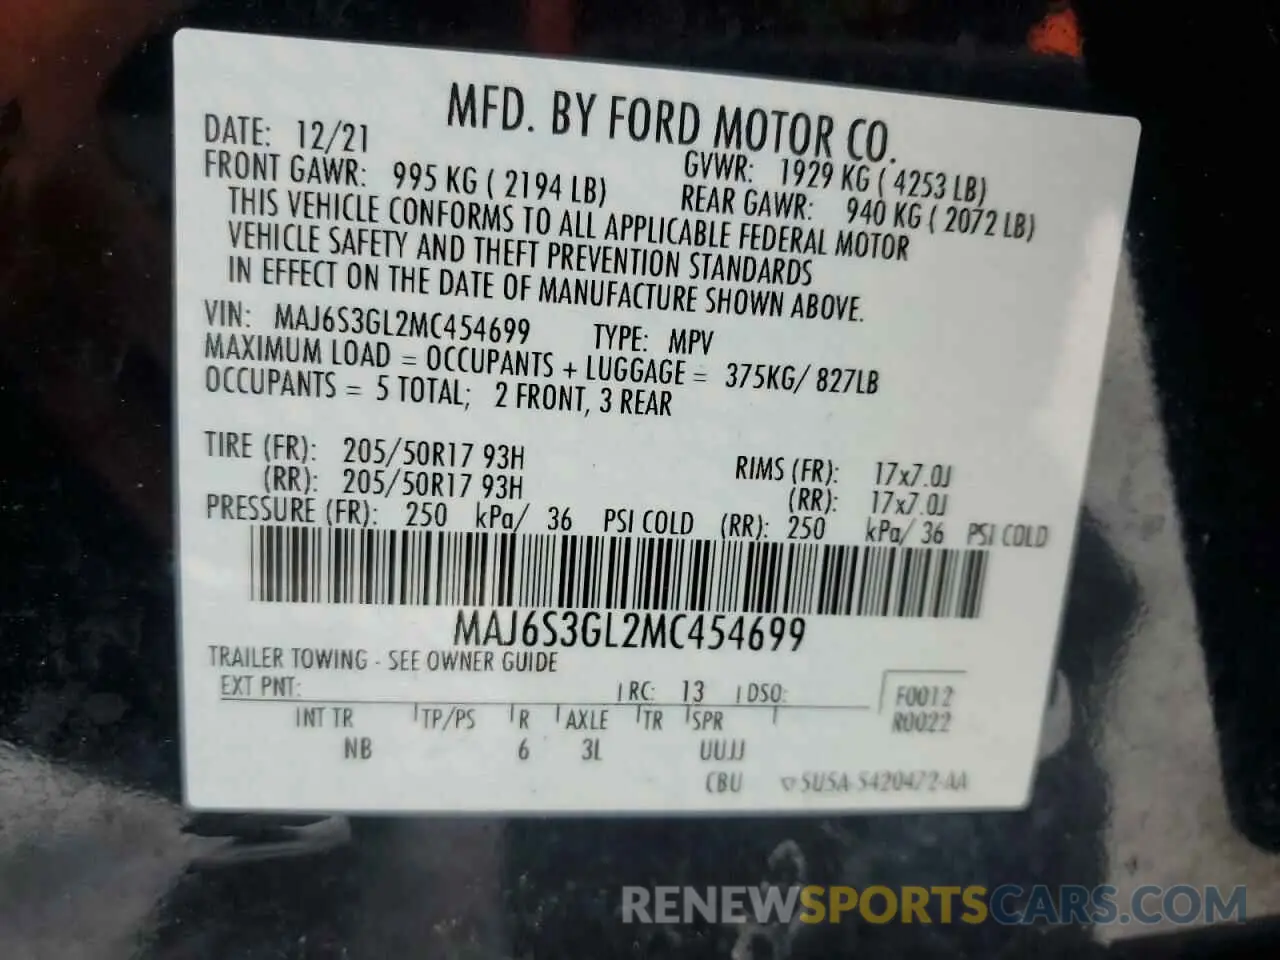 MFD. BY FORD MOTOR CO.
DATE: 12/21 GVWR: 1929 KG ( 4253 LB)
FRONT GAWR: 995 KG ( 2194 LB) REAR GAWR: 940 KG ( 2072 LB)
THIS VEHICLE CONFORMS TO ALL APPLICABLE FEDERAL MOTOR
VEHICLE SAFETY AND THEFT PREVENTION STANDARDS
IN EFFECT ON THE DATE OF MANUFACTURE SHOWN ABOVE.
VIN: MAJ6S3GL2MC454699 TYPE: MPV
MAXIMUM LOAD = OCCUPANTS + LUGGAGE = 375KG/ 827LB
OCCUPANTS = 5 TOTAL; 2 FRONT, 3 REAR
TIRE (FR): 205/50R17 93H RIMS (FR): 17x7.0J
(RR): 205/50R17 93H (RR): 17x7.0J
PRESSURE (FR): 250 kPa/ 36 PSI COLD (RR): 250 kPa/ 36 PSI COLD
MAJ6S3GL2MC454699
TRAILER TOWING - SEE OWNER GUIDE
EXT PNT: RC: 13 DSO: F0012
INT TR TP/PS R AXLE TR SPR R0022
NB 6 3L UUJJ
CBU SU5A-5420472-AA
RENEWSPORTSCARS.COM